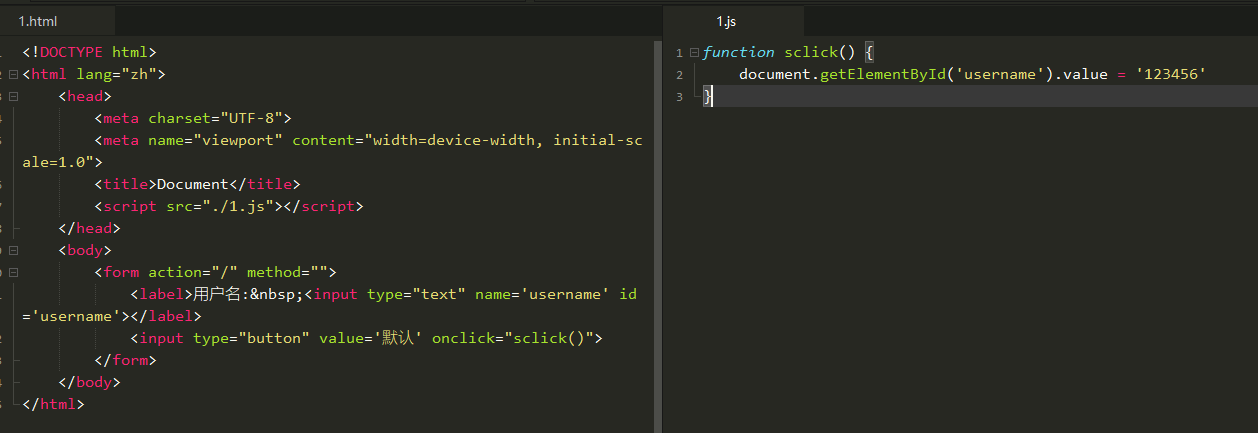 1.html
<!DOCTYPE html>
<html lang="zh">
<head>
<meta charset="UTF-8">
<meta name="viewport" content="width=device-width, initial-sc
ale=1.0">
<title>Document</title>
<script src="./1.js"></script>
</head>
<body>
<form action="/" method="">
<label>用户名:&nbsp;<input type="text" name='username' id
='username'></label>
<input type="button" value='默认' onclick="sclick()">
</form>
</body>
</html>
1.js
1 function sclick() {
2 document.getElementById('username').value = '123456'
3 }